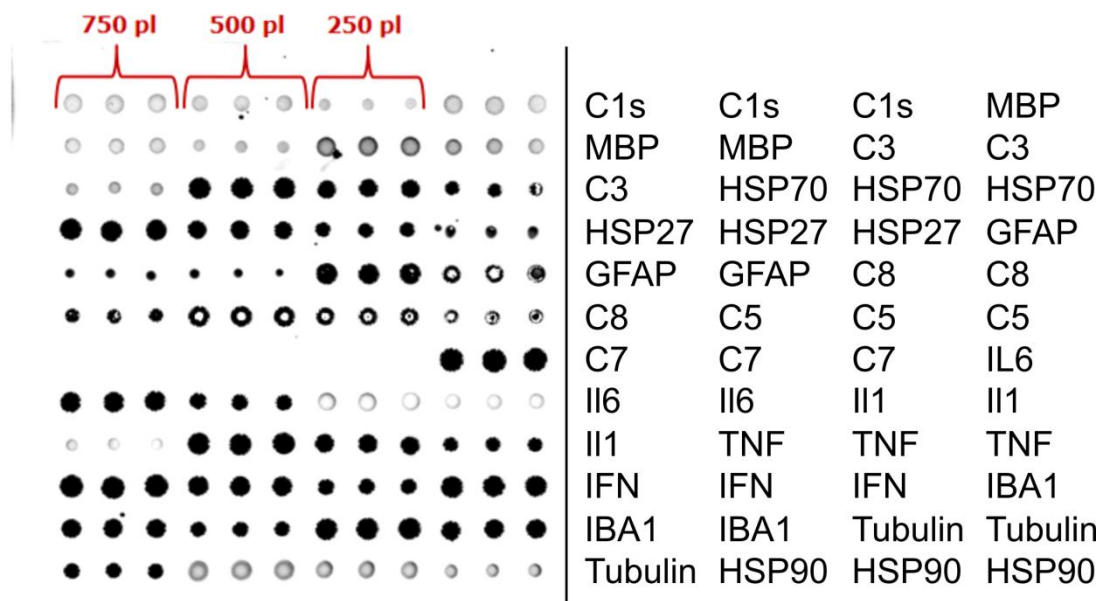 750 pl 500 pl 250 pl
C1s C1s C1s MBP
MBP MBP C3 C3
C3 HSP70 HSP70 HSP70
HSP27 HSP27 HSP27 GFAP
GFAP GFAP C8 C8
C8 C5 C5 C5
C7 C7 C7 IL6
Il6 Il6 Il1 Il1
Il1 TNF TNF TNF
IFN IFN IFN IBA1
IBA1 IBA1 Tubulin Tubulin
Tubulin HSP90 HSP90 HSP90